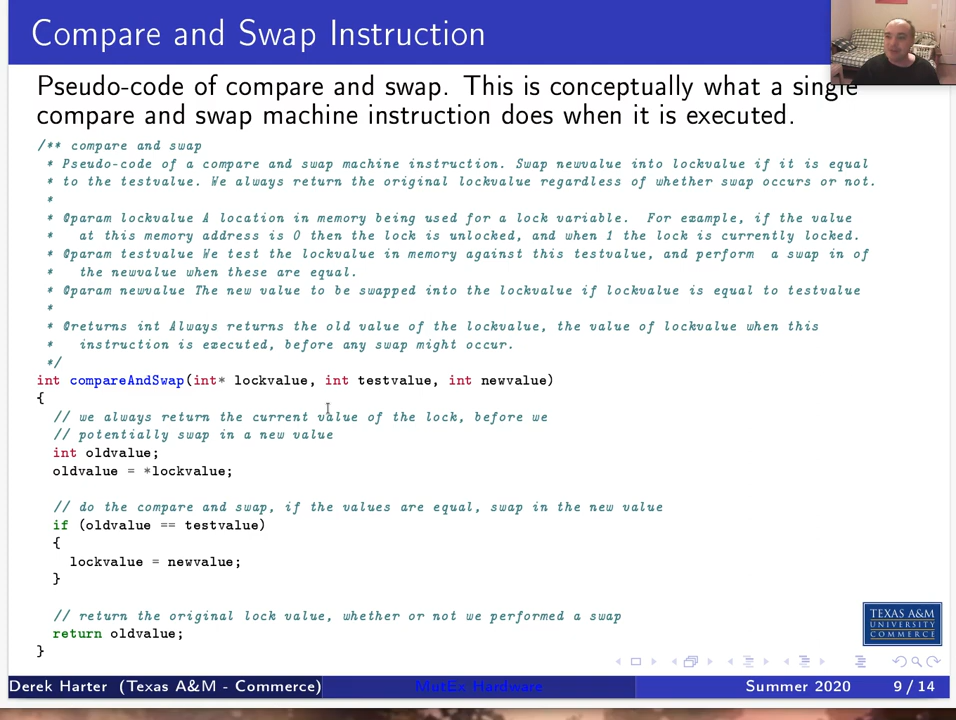 Compare and Swap Instruction
Pseudo-code of compare and swap. This is conceptually what a single
compare and swap machine instruction does when it is executed.
/** compare and swap
* Pseudo-code of a compare and swap machine instruction. Swap newvalue into lockvalue if it is equal
* to the testvalue. We always return the original lockvalue regardless of whether swap occurs or not.
*
* @param lockvalue A location in memory being used for a lock variable. For example, if the value
* at this memory address is 0 then the lock is unlocked, and when 1 the lock is currently locked.
* @param testvalue We test the lockvalue in memory against this testvalue, and perform a swap in of
* the newvalue when these are equal.
* @param newvalue The new value to be swapped into the lockvalue if lockvalue is equal to testvalue
*
* @returns int Always returns the old value of the lockvalue, the value of lockvalue when this
* instruction is executed, before any swap might occur.
*/
int compareAndSwap(int* lockvalue, int testvalue, int newvalue)
{
// we always return the current value of the lock, before we
// potentially swap in a new value
int oldvalue;
oldvalue = *lockvalue;
// do the compare and swap, if the values are equal, swap in the new value
if (oldvalue == testvalue)
{
lockvalue = newvalue;
}
// return the original lock value, whether or not we performed a swap
return oldvalue;
}
TEXAS A&M
UNIVERSITY
COMMERCE
Derek Harter (Texas A&M - Commerce)
MutEx Hardware
Summer 2020
9 / 14